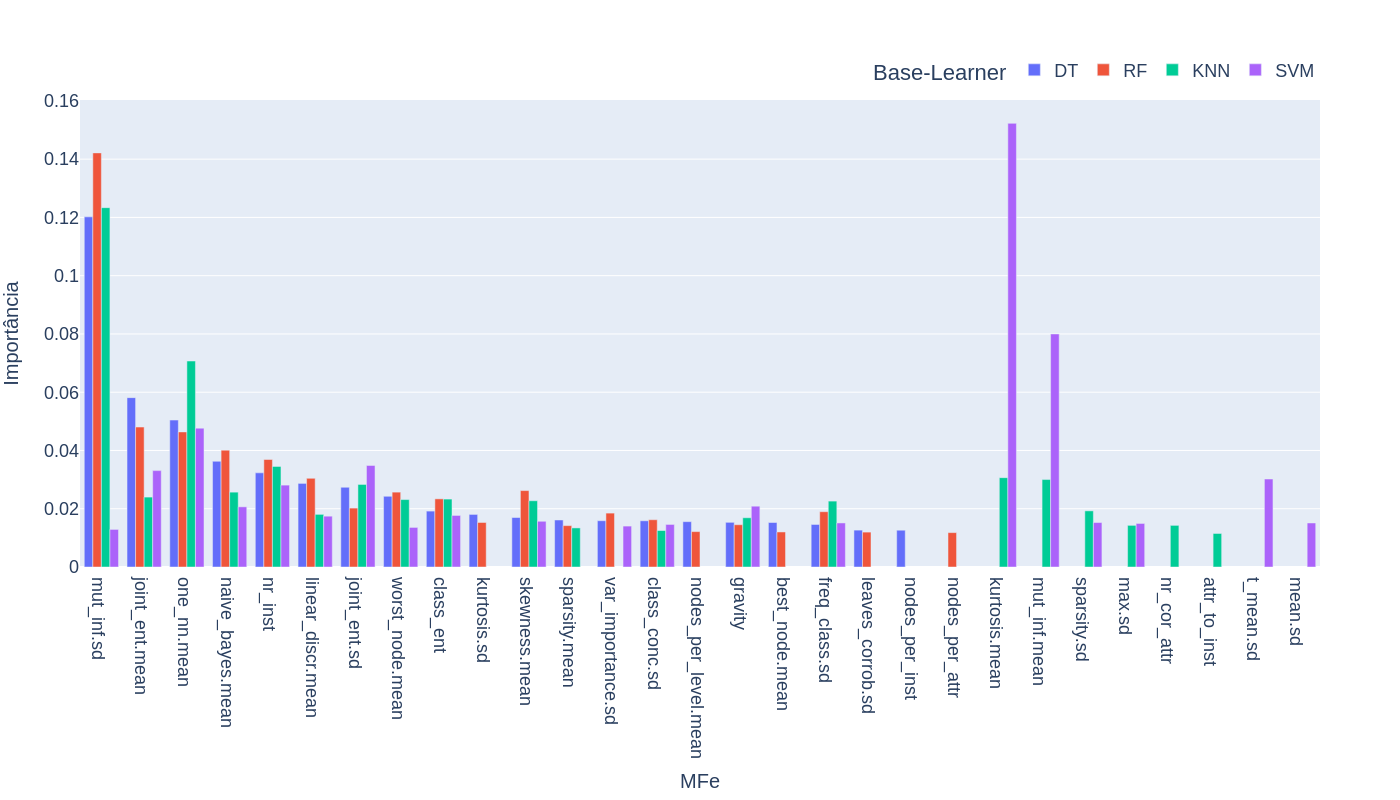 Base-Learner DT RF KNN SVM
Importância
0.16
0.14
0.12
0.1
0.08
0.06
0.04
0.02
0
mut_inf.sd
joint_ent.mean
one_nn.mean
naive_bayes.mean
nr_inst
linear_discr.mean
joint_ent.sd
worst_node.mean
class_ent
kurtosis.sd
skewness.mean
sparsity.mean
var_importance.sd
class_conc.sd
nodes_per_level.mean
gravity
best_node.mean
freq_class.sd
leaves_corrob.sd
nodes_per_inst
nodes_per_attr
kurtosis.mean
mut_inf.mean
sparsity.sd
max.sd
nr_cor_attr
attr_to_inst
t_mean.sd
mean.sd
MFe